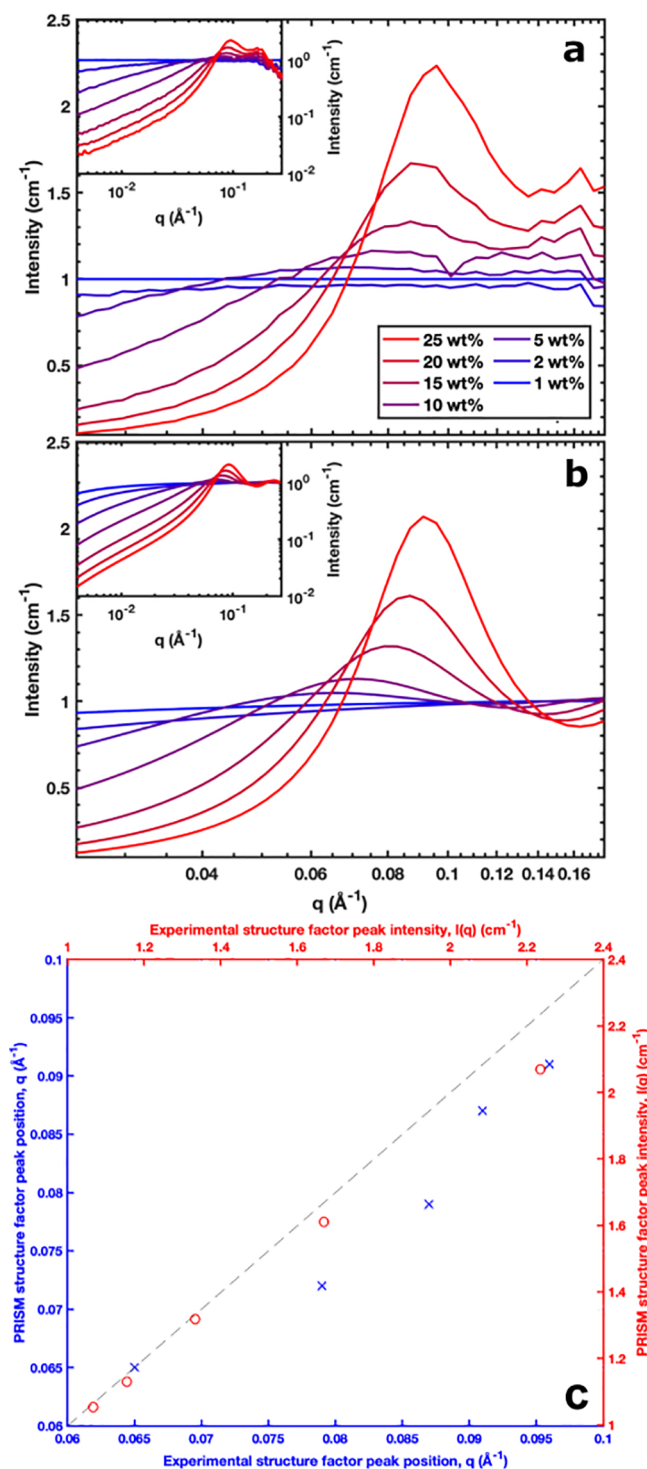 2.5
2
1.5
1
0.5
Intensity (cm-1)
a
10^0
10^-1
10^-2
Intensity (cm-1)
10^-2
10^-1
q (Å-1)
25 wt%
20 wt%
15 wt%
10 wt%
5 wt%
2 wt%
1 wt%
2.5
2
1.5
1
0.5
Intensity (cm-1)
b
10^0
10^-1
10^-2
Intensity (cm-1)
10^-2
10^-1
q (Å-1)
0.04
0.06
0.08
0.1
0.12
0.14
0.16
q (Å-1)
Experimental structure factor peak intensity, I(q) (cm-1)
1
1.2
1.4
1.6
1.8
2
2.2
2.4
0.1
0.095
0.09
0.085
0.08
0.075
0.07
0.065
0.06
PRISM structure factor peak position, q (Å-1)
2.4
2.2
2
1.8
1.6
1.4
1.2
1
PRISM structure factor peak intensity, I(q) (cm-1)
c
0.06
0.065
0.07
0.075
0.08
0.085
0.09
0.095
0.1
Experimental structure factor peak position, q (Å-1)